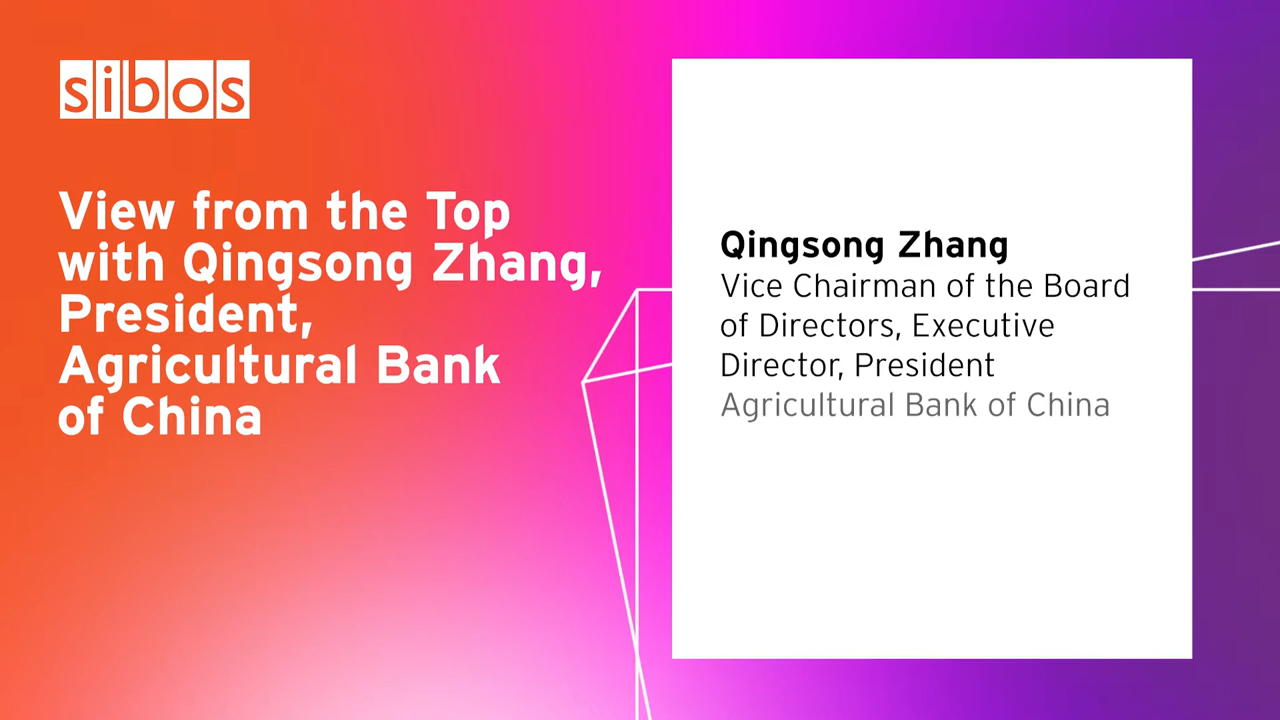 sibos
View from the Top
with Qingsong Zhang,
President,
Agricultural Bank
of China
Qingsong Zhang
Vice Chairman of the Board
of Directors, Executive
Director, President
Agricultural Bank of China